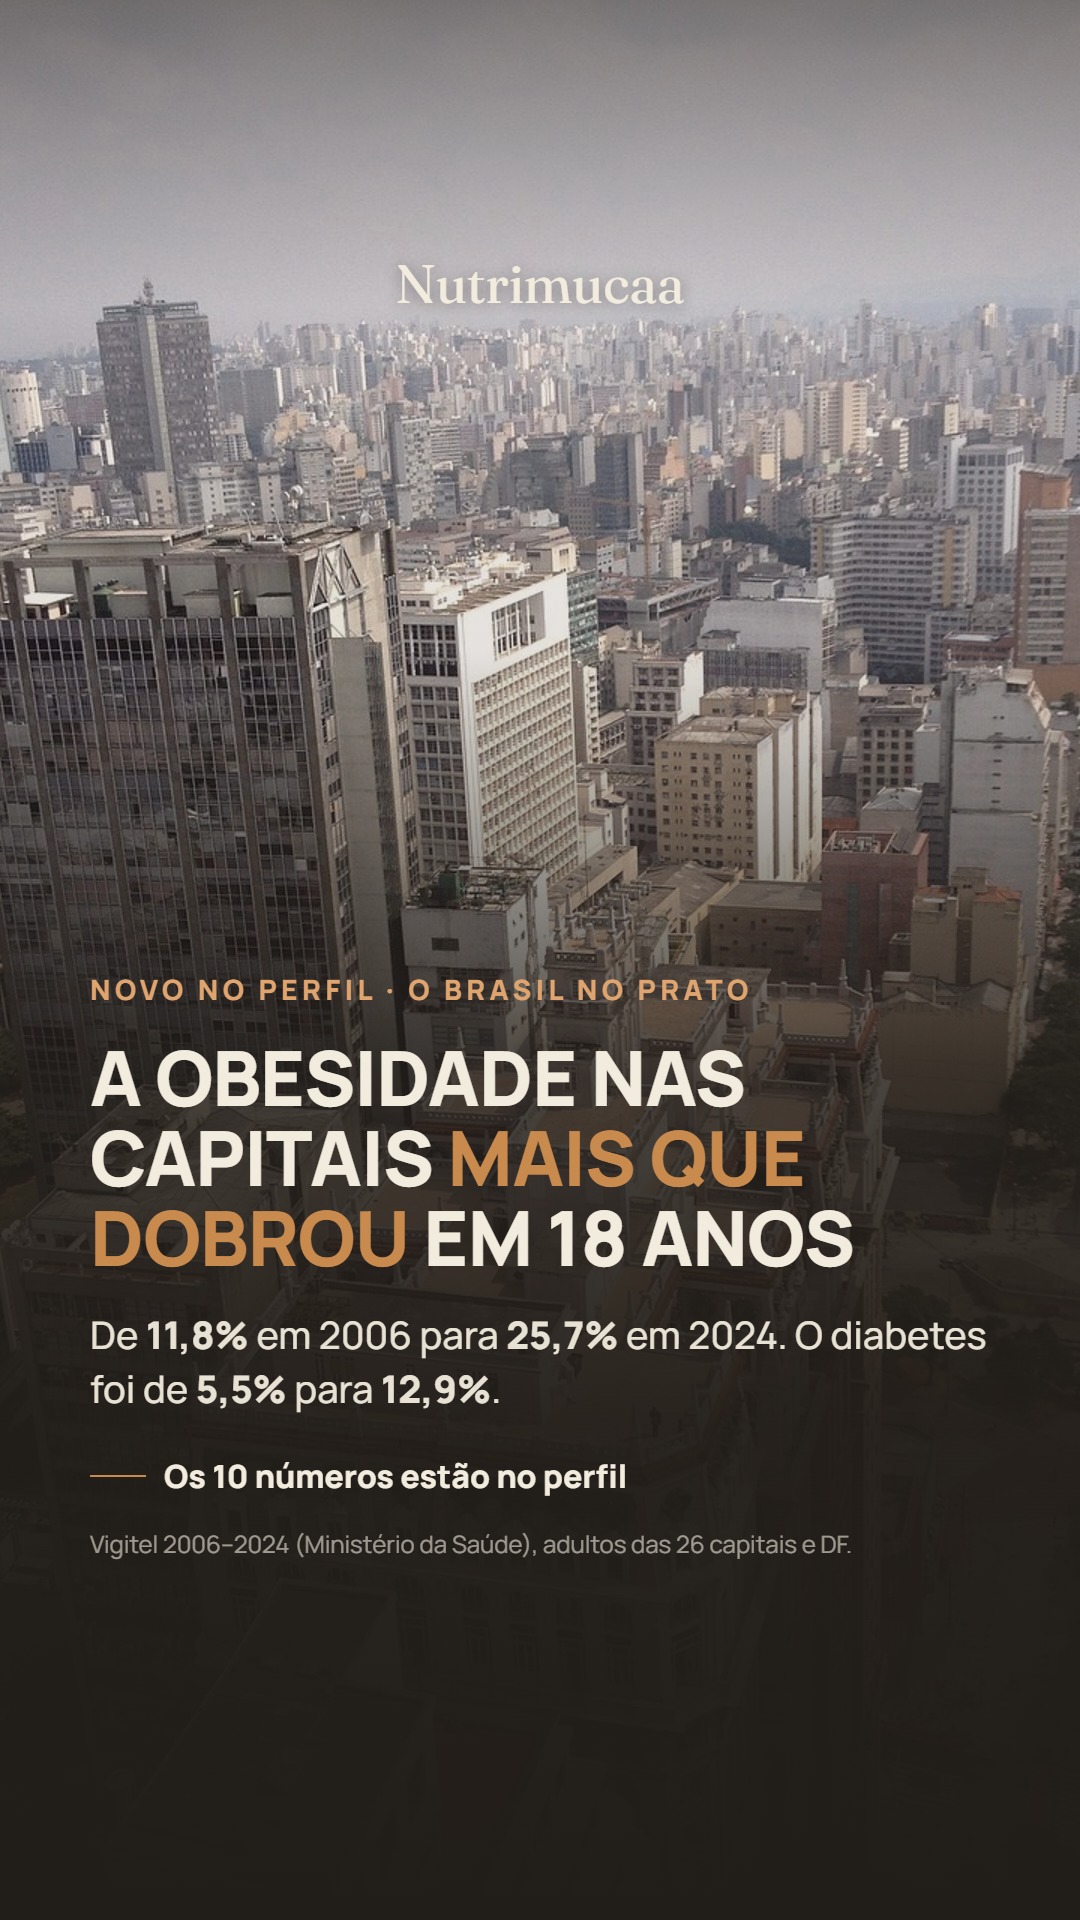 Nutrimucaa
NOVO NO PERFIL · O BRASIL NO PRATO
A OBESIDADE NAS
CAPITAIS MAIS QUE
DOBROU EM 18 ANOS
De 11,8% em 2006 para 25,7% em 2024. O diabetes
foi de 5,5% para 12,9%.
Os 10 números estão no perfil
Vigitel 2006–2024 (Ministério da Saúde), adultos das 26 capitais e DF.